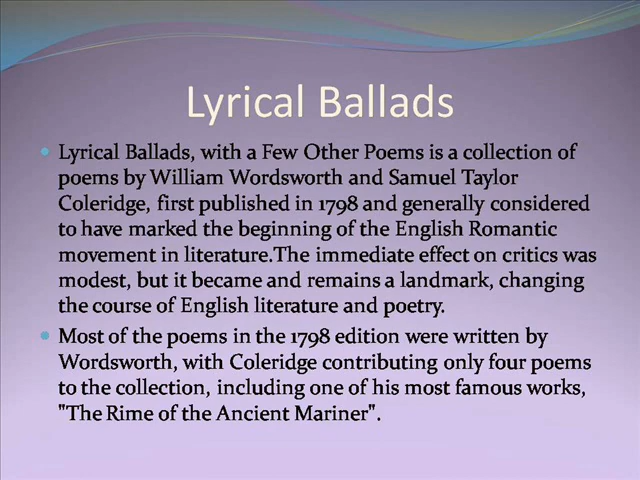 Lyrical Ballads
Lyrical Ballads, with a Few Other Poems is a collection of
poems by William Wordsworth and Samuel Taylor
Coleridge, first published in 1798 and generally considered
to have marked the beginning of the English Romantic
movement in literature.The immediate effect on critics was
modest, but it became and remains a landmark, changing
the course of English literature and poetry.
Most of the poems in the 1798 edition were written by
Wordsworth, with Coleridge contributing only four poems
to the collection, including one of his most famous works,
"The Rime of the Ancient Mariner".